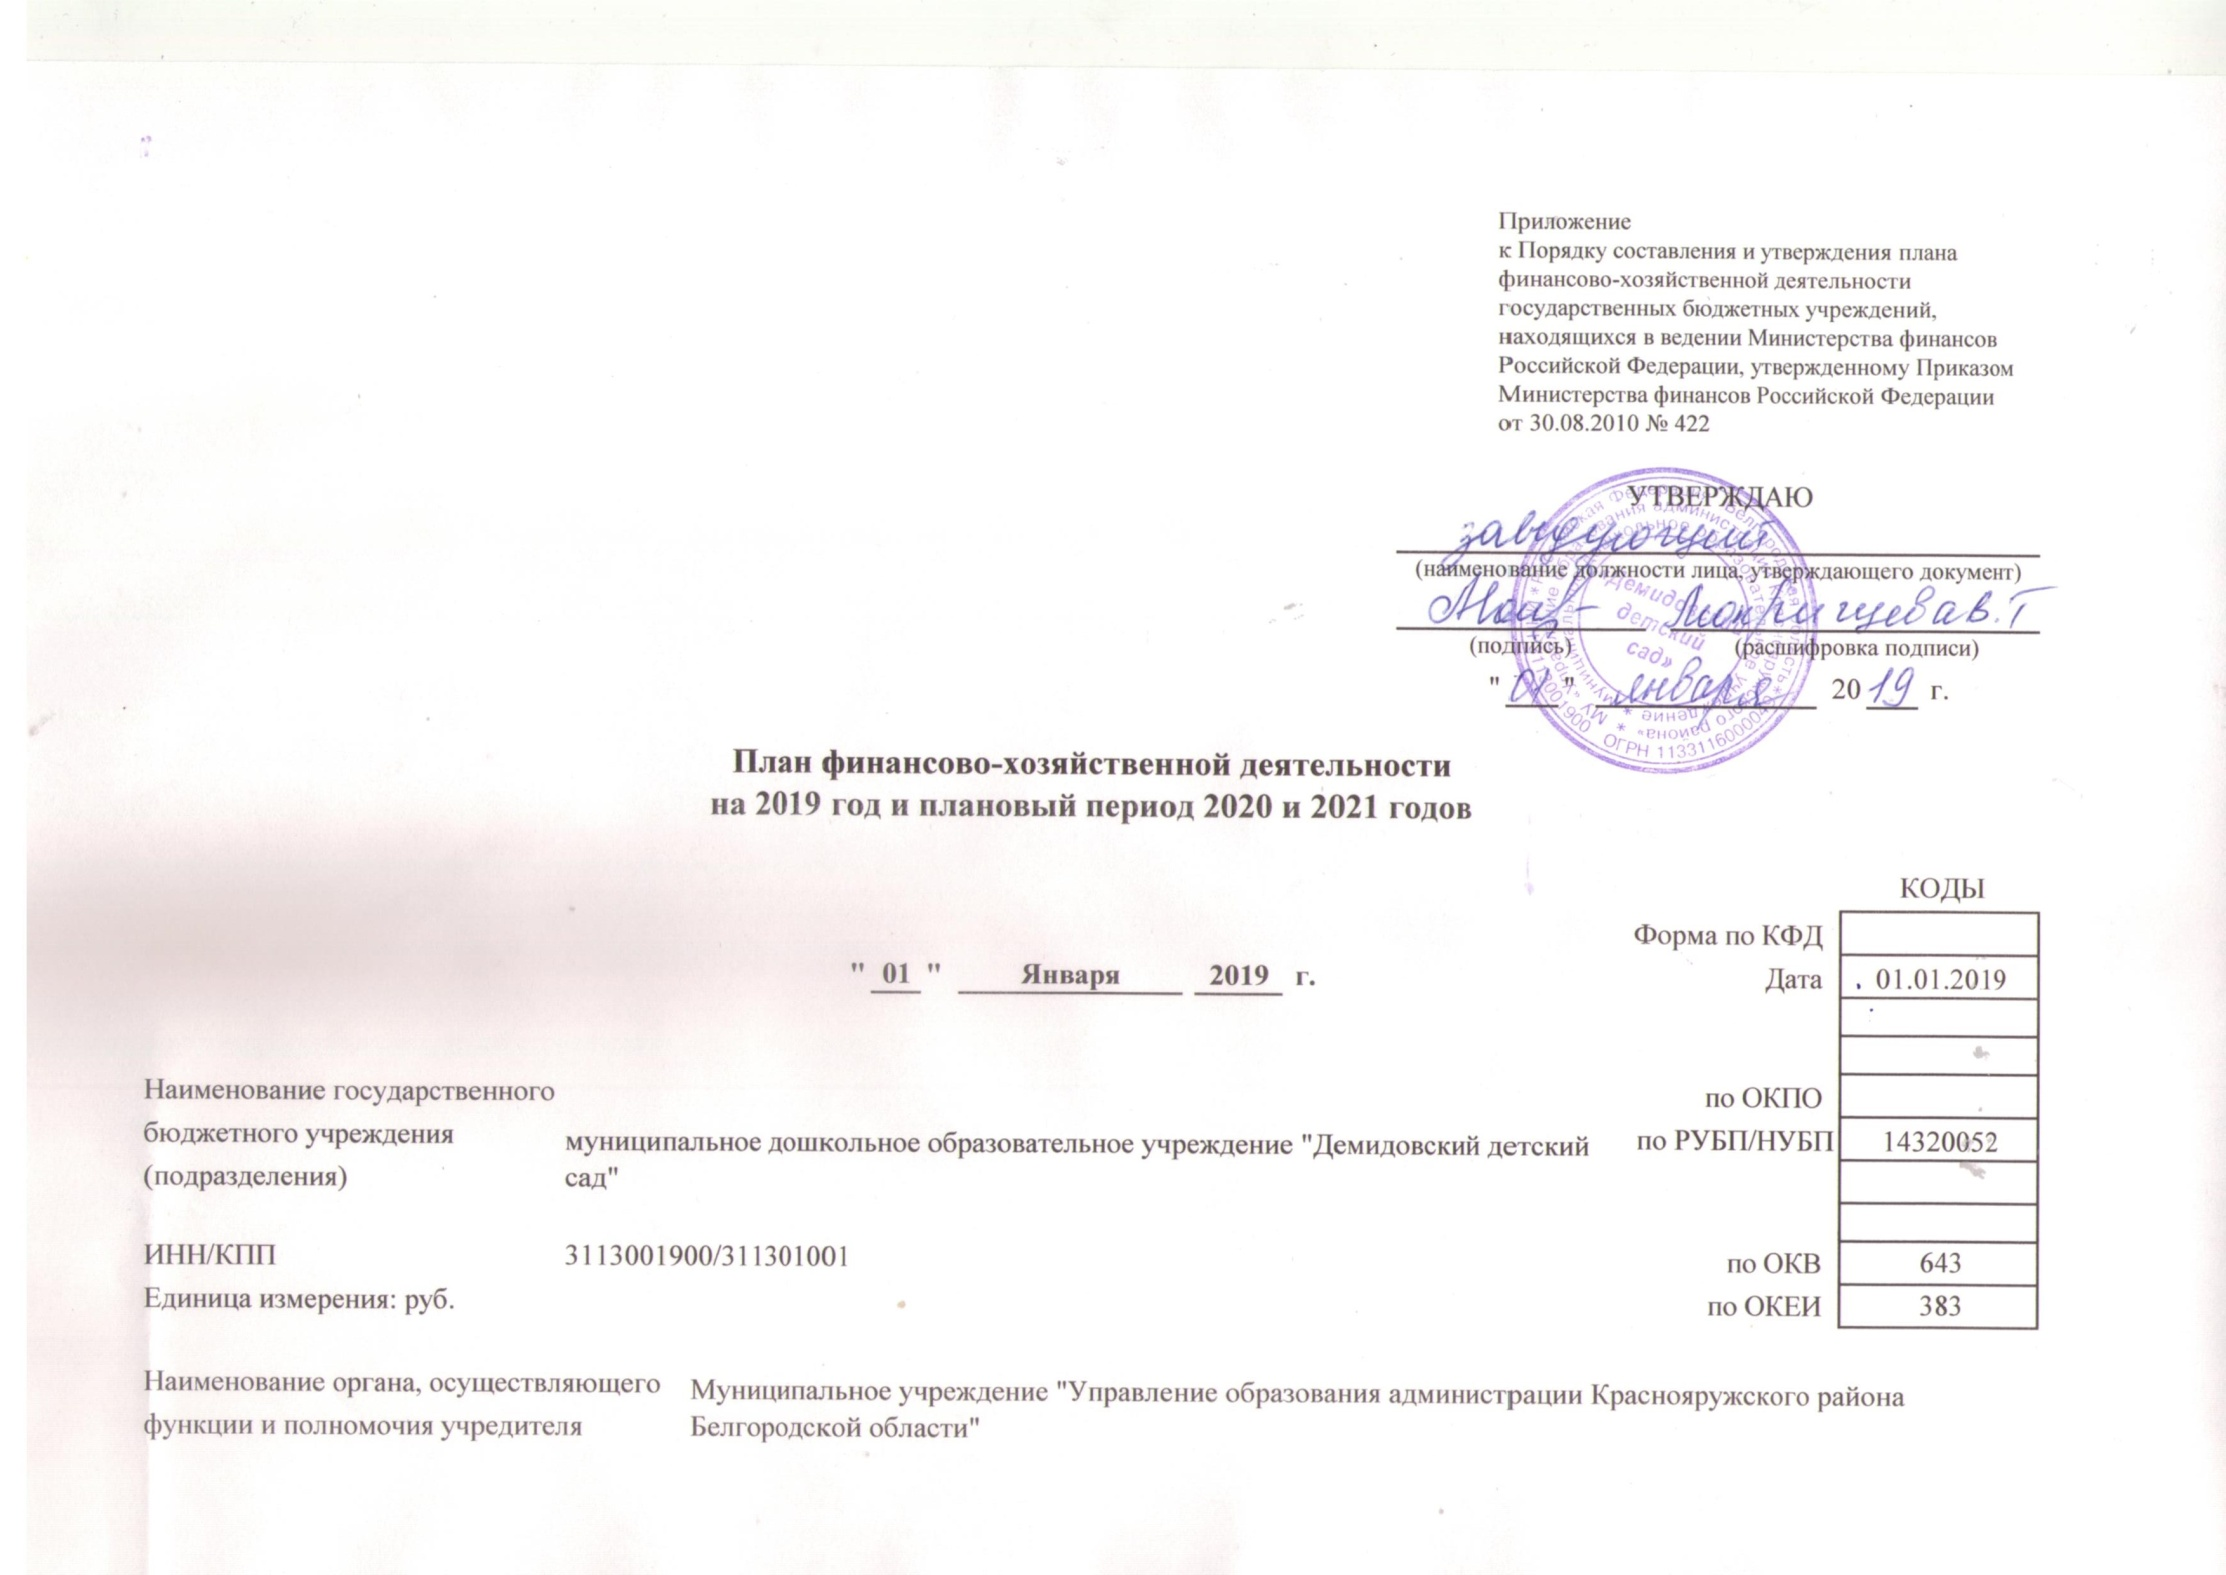 Приложение
к Порядку составления и утверждения плана
финансово-хозяйственной деятельности
государственных бюджетных учреждений,
находящихся в ведении Министерства финансов
Российской Федерации, утвержденному Приказом
Министерства финансов Российской Федерации
от 30.08.2010 № 422
УТВЕРЖДАЮ
заведующий
(наименование должности лица, утверждающего документ)
(подпись) (расшифровка подписи)
" 01 " января 20 19 г.
«Демидовский
детский
сад»
ОГРН 1133116000049
План финансово-хозяйственной деятельности
на 2019 год и плановый период 2020 и 2021 годов
КОДЫ
Форма по КФД
" 01 " Января 2019 г.
Дата 01.01.2019
Наименование государственного
бюджетного учреждения
(подразделения)
муниципальное дошкольное образовательное учреждение "Демидовский детский
сад"
по ОКПО
по РУБП/НУБП 14320052
ИНН/КПП 3113001900/311301001
по ОКВ 643
Единица измерения: руб.
по ОКЕИ 383
Наименование органа, осуществляющего
функции и полномочия учредителя
Муниципальное учреждение "Управление образования администрации Краснояружского района
Белгородской области"